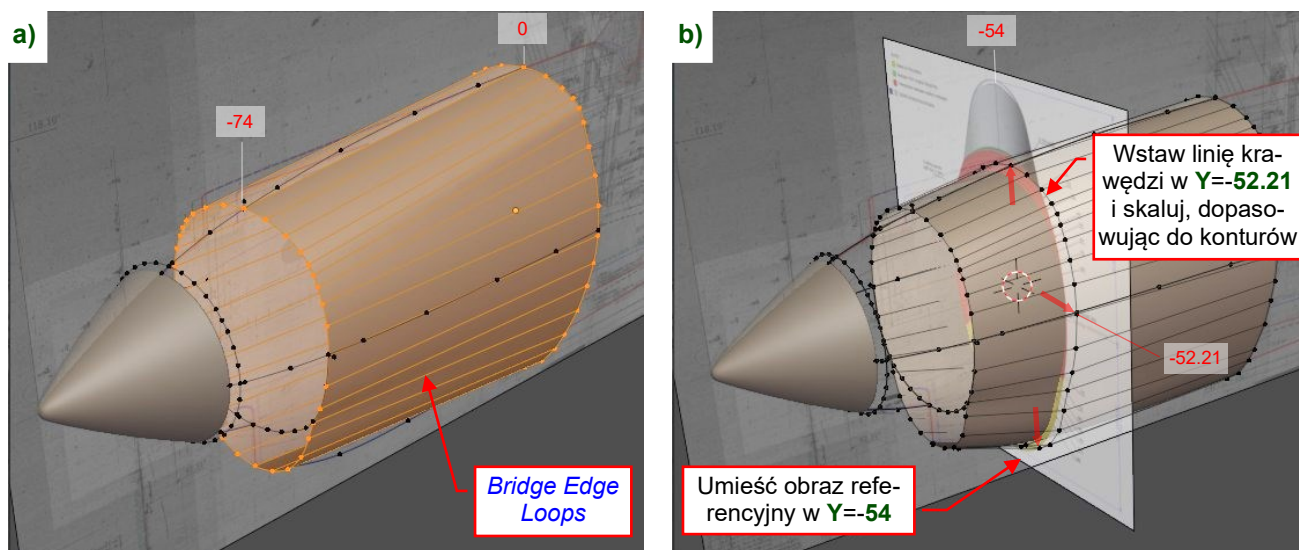 a)
0
-74
Bridge Edge
Loops
b)
-54
Wstaw linię kra-
wędzi w Y=-52.21
i skaluj, dopaso-
wując do konturów
-52.21
Umieść obraz refe-
rencyjny w Y=-54